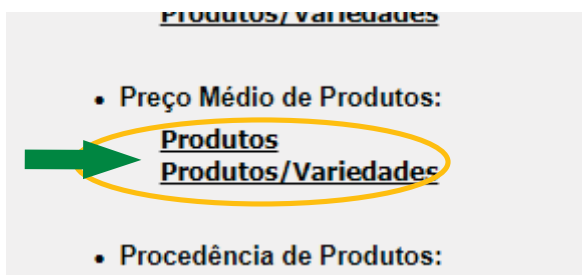 Produtos/Variedades
• Preço Médio de Produtos:
Produtos
Produtos/Variedades
• Procedência de Produtos: